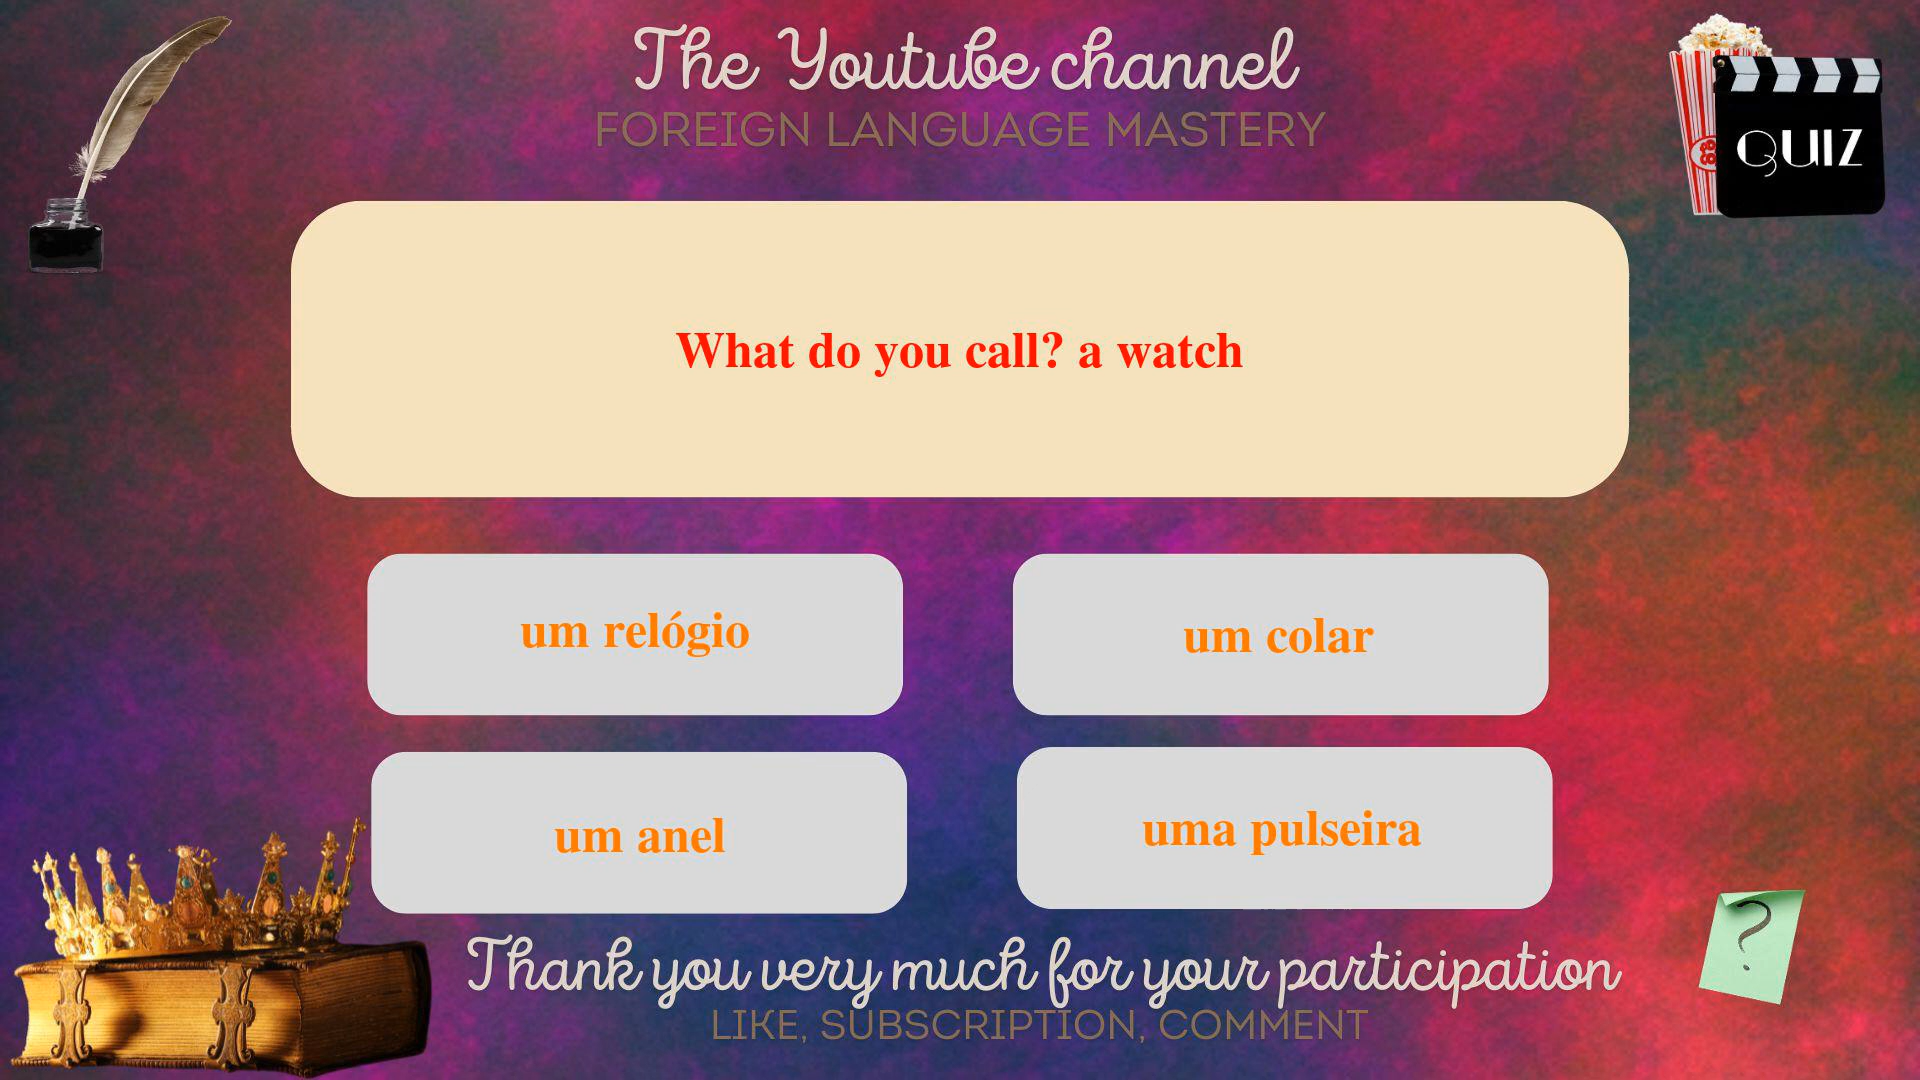 The Youtube channel
FOREIGN LANGUAGE MASTERY
QUIZ
What do you call? a watch
um relógio
um colar
um anel
uma pulseira
?
Thank you very much for your participation
LIKE, SUBSCRIPTION, COMMENT